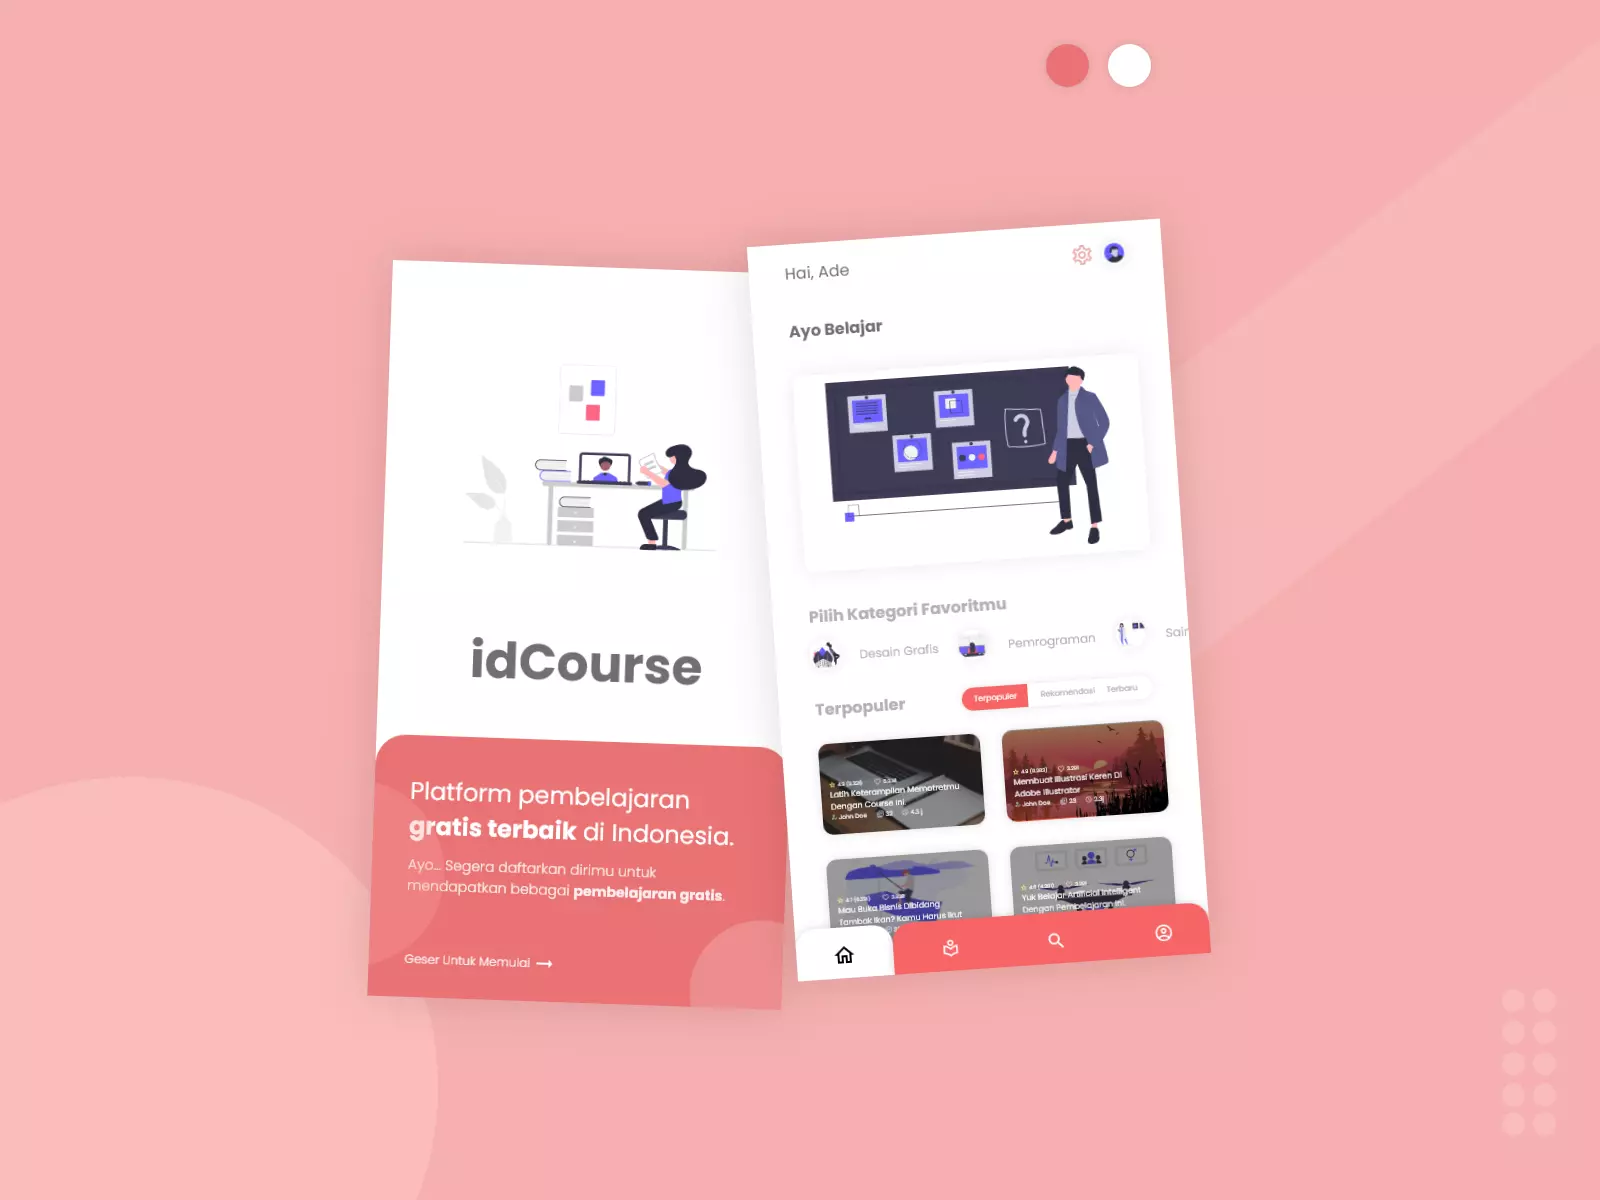 idCourse
Platform pembelajaran
gratis terbaik di Indonesia.
Ayo... Segera daftarkan dirimu untuk
mendapatkan bebagai pembelajaran gratis.
Geser Untuk Memulai
Hai, Ade
Ayo Belajar
?
Pilih Kategori Favoritmu
Desain Grafis
Pemrograman
Sain
Terpopuler
Terpopuler
Rekomendasi
Terbaru
Latih Keterampilan Memotretmu
Dengan Course Ini
John Doe
Membuat Illustrasi Keren Di
Adobe Illustrator
John Doe
Mau Buka Bisnis Dibidang
Tambak Ikan? Kamu Harus Ikut
Yuk Belajar Artificial Intelligent
Dengan Pembelajaran Ini.